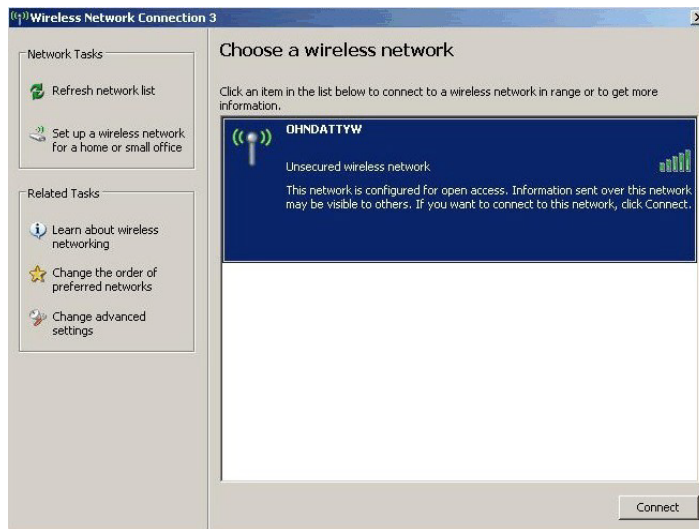 Wireless Network Connection 3
Network Tasks
Refresh network list
Set up a wireless network
for a home or small office
Related Tasks
Learn about wireless
networking
Change the order of
preferred networks
Change advanced
settings
Choose a wireless network
Click an item in the list below to connect to a wireless network in range or to get more
information.
OHNDATTYW
Unsecured wireless network
This network is configured for open access. Information sent over this network
may be visible to others. If you want to connect to this network, click Connect.
Connect